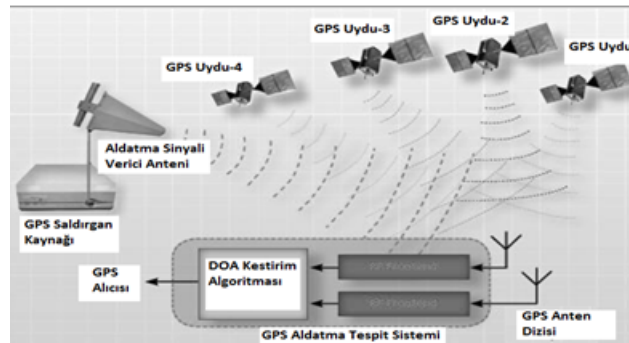 GPS Uydu-3
GPS Uydu-2
GPS Uydu
GPS Uydu-4
Aldatma Sinyali
Verici Anteni
GPS Saldırgan
Kaynağı
GPS
Alıcısı
DOA Kestirim
Algoritması
GPS Anten
Dizisi
GPS Aldatma Tespit Sistemi